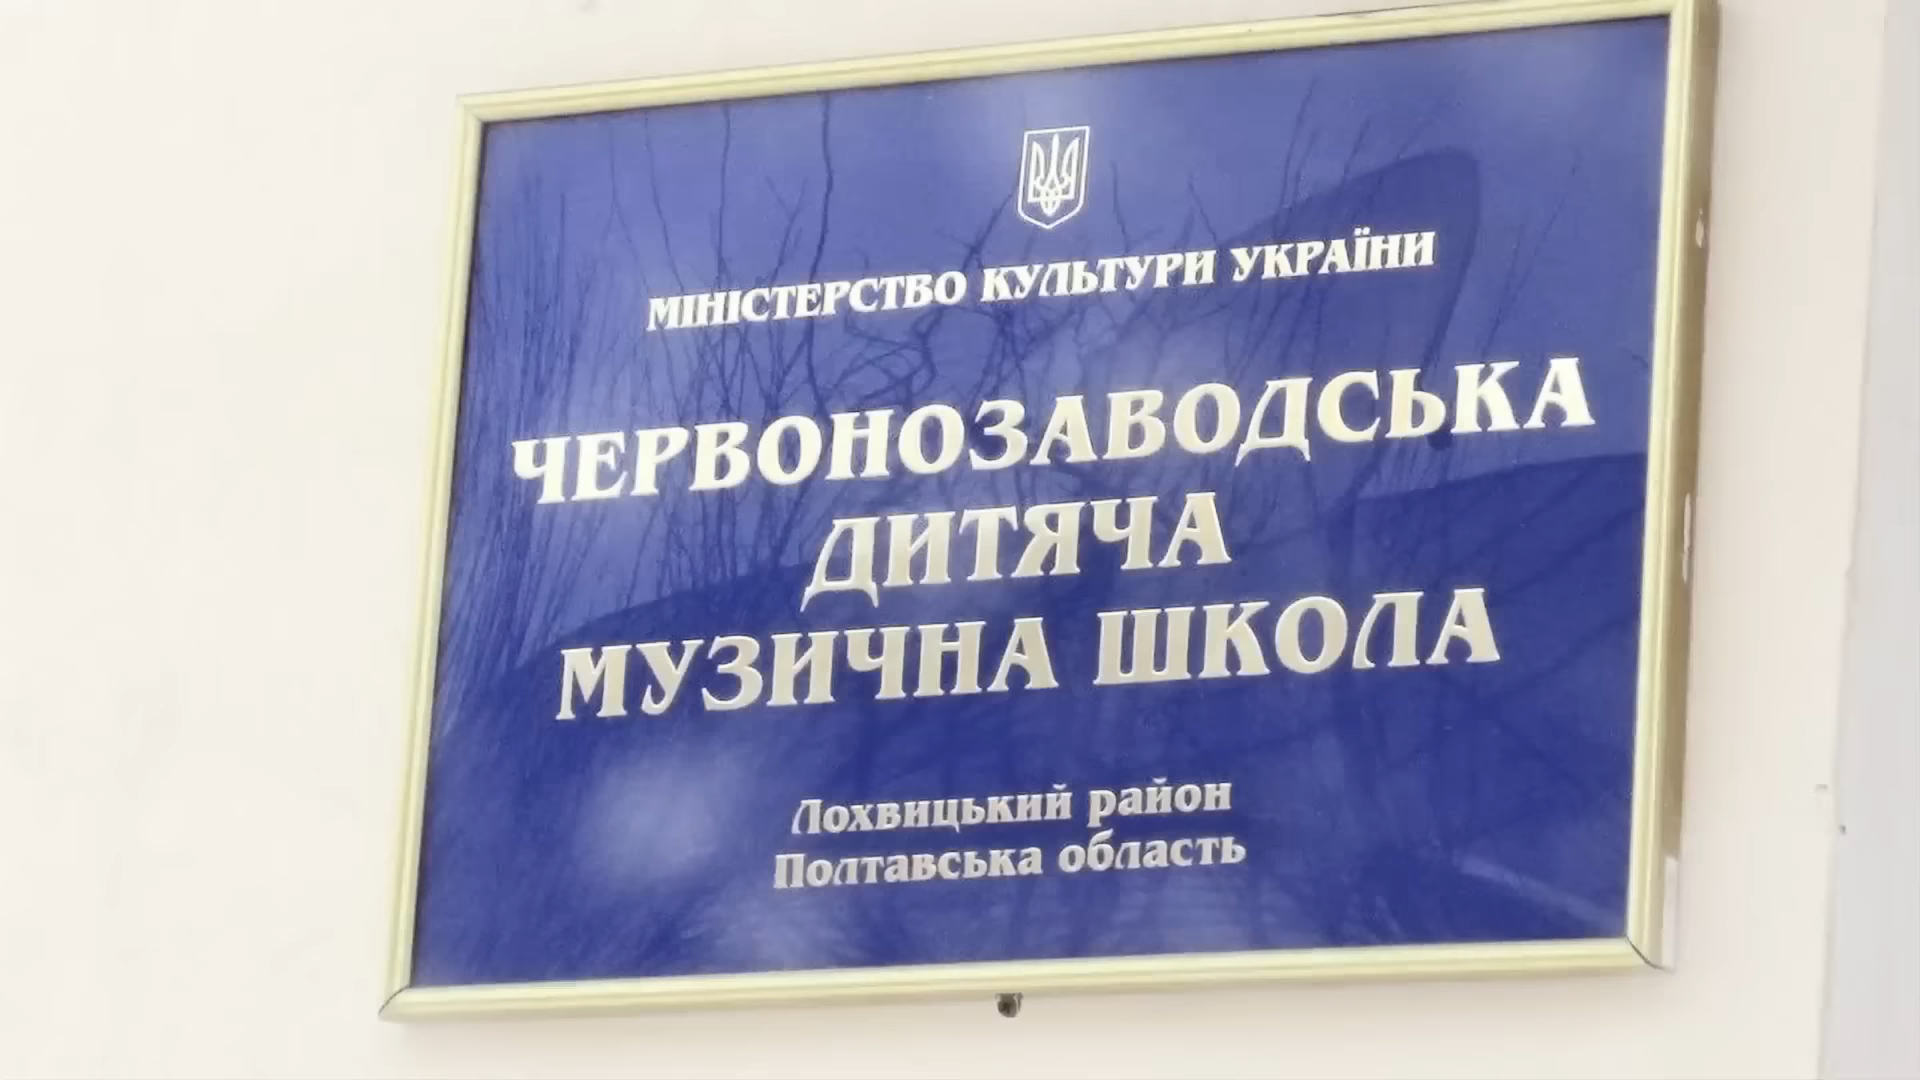 МІНІСТЕРСТВО КУЛЬТУРИ УКРАЇНИ
ЧЕРВОНОЗАВОДСЬКА
ДИТЯЧА
МУЗИЧНА ШКОЛА
Лохвицький район
Полтавська область